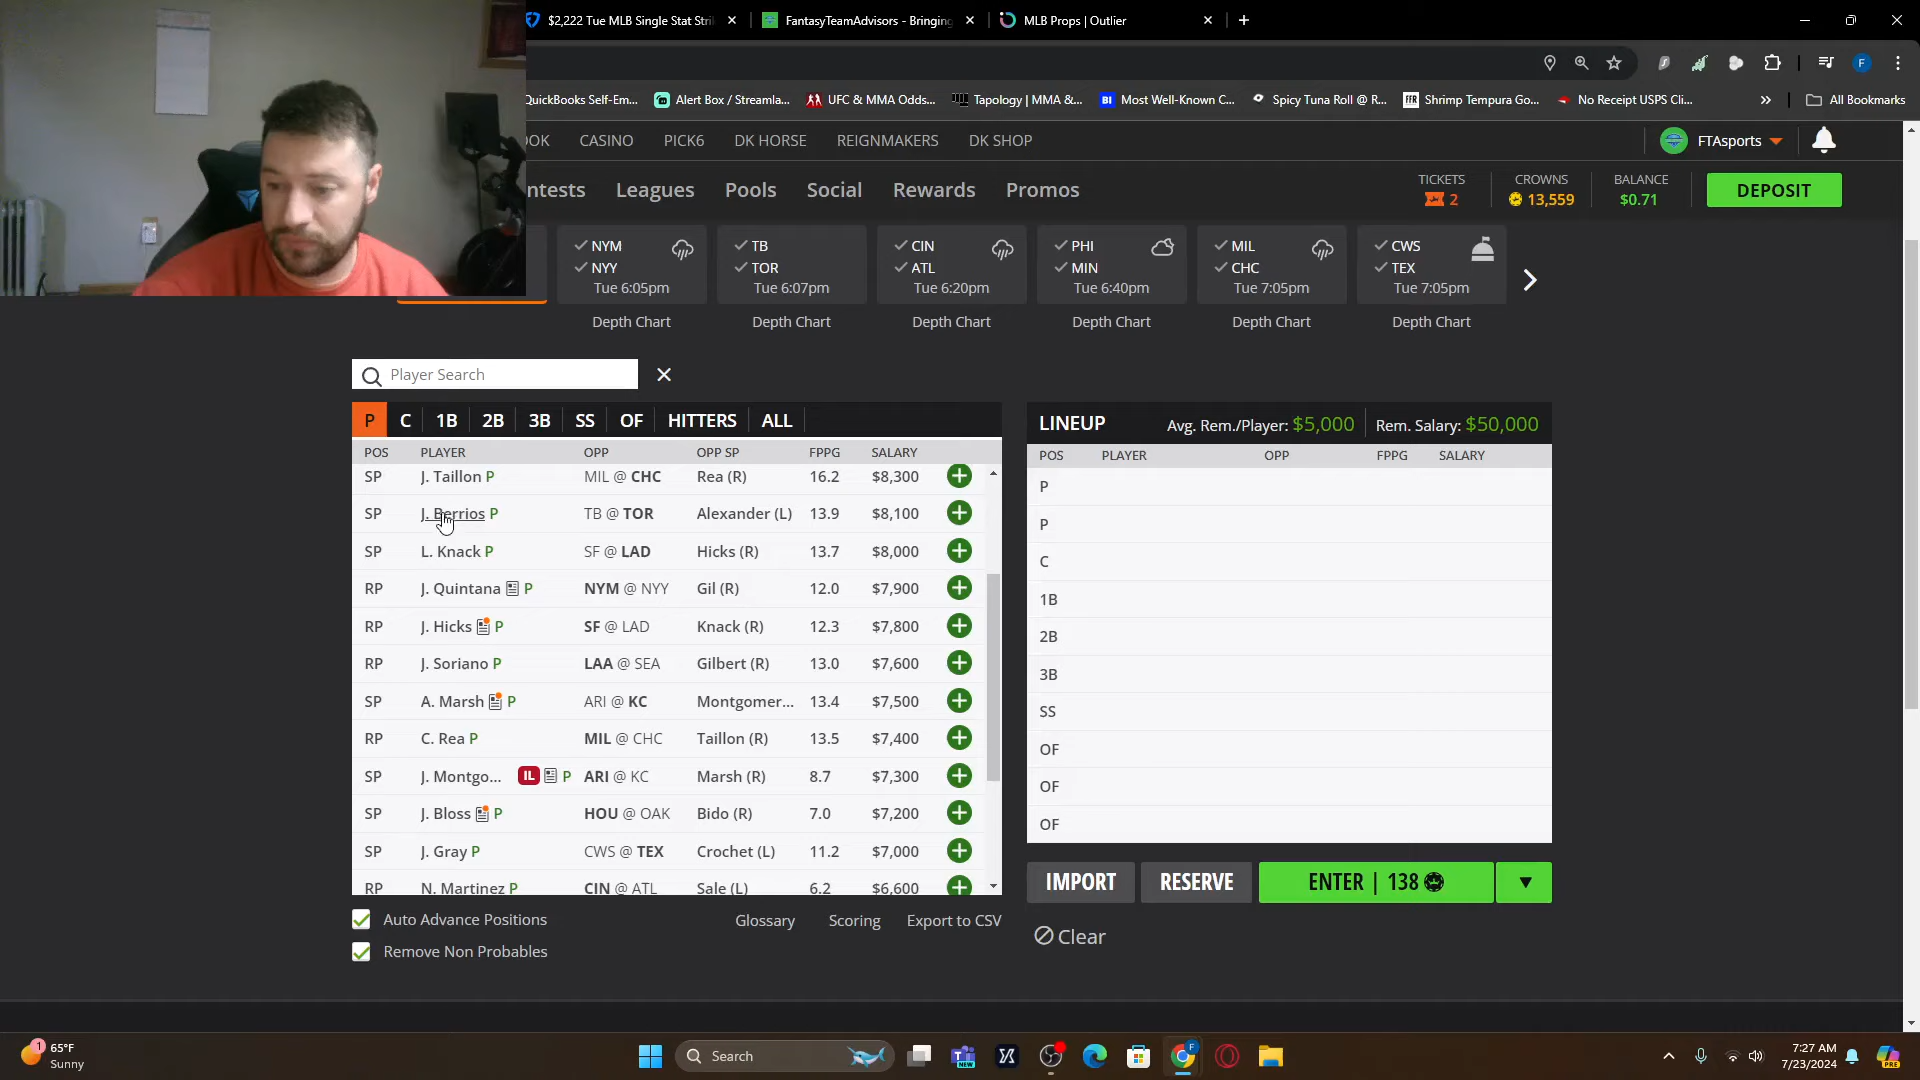 $2,222 Tue MLB Single Stat Stri
FantasyTeamAdvisors - Bringing
MLB Props | Outlier
QuickBooks Self-Em...
Alert Box / Streamla...
UFC & MMA Odds...
Tapology | MMA &...
BI Most Well-Known C...
Spicy Tuna Roll @ R...
FFR Shrimp Tempura Go...
No Receipt USPS Cli...
All Bookmarks
F
OOK CASINO PICK6 DK HORSE REIGNMAKERS DK SHOP
FTAsports
ntests Leagues Pools Social Rewards Promos
TICKETS 2
CROWNS 13,559
BALANCE $0.71
DEPOSIT
NYM NYY Tue 6:05pm
TB TOR Tue 6:07pm
CIN ATL Tue 6:20pm
PHI MIN Tue 6:40pm
MIL CHC Tue 7:05pm
CWS TEX Tue 7:05pm
Depth Chart Depth Chart Depth Chart Depth Chart Depth Chart Depth Chart
Player Search
P C 1B 2B 3B SS OF HITTERS ALL
POS PLAYER OPP OPP SP FPPG SALARY
SP J. Taillon P MIL @ CHC Rea (R) 16.2 $8,300
SP J. Berrios P TB @ TOR Alexander (L) 13.9 $8,100
SP L. Knack P SF @ LAD Hicks (R) 13.7 $8,000
RP J. Quintana P NYM @ NYY Gil (R) 12.0 $7,900
RP J. Hicks P SF @ LAD Knack (R) 12.3 $7,800
RP J. Soriano P LAA @ SEA Gilbert (R) 13.0 $7,600
SP A. Marsh P ARI @ KC Montgomer... 13.4 $7,500
RP C. Rea P MIL @ CHC Taillon (R) 13.5 $7,400
SP J. Montgo... IL P ARI @ KC Marsh (R) 8.7 $7,300
SP J. Bloss P HOU @ OAK Bido (R) 7.0 $7,200
SP J. Gray P CWS @ TEX Crochet (L) 11.2 $7,000
RP N. Martinez P CIN @ ATL Sale (L) 6.2 $6,600
Auto Advance Positions
Remove Non Probables
Glossary Scoring Export to CSV
LINEUP Avg. Rem./Player: $5,000 Rem. Salary: $50,000
POS PLAYER OPP FPPG SALARY
P
P
C
1B
2B
3B
SS
OF
OF
OF
IMPORT RESERVE ENTER | 138
Clear
1 65°F
Sunny
Search
7:27 AM
7/23/2024